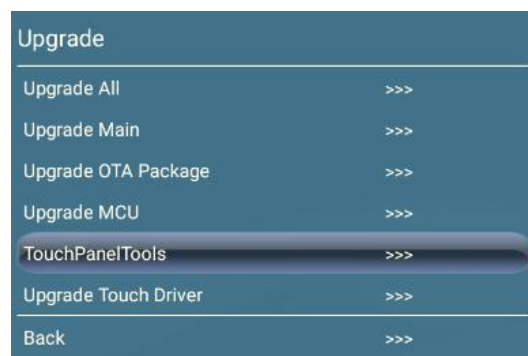 Upgrade
Upgrade All >>>
Upgrade Main >>>
Upgrade OTA Package >>>
Upgrade MCU >>>
TouchPanelTools >>>
Upgrade Touch Driver >>>
Back >>>